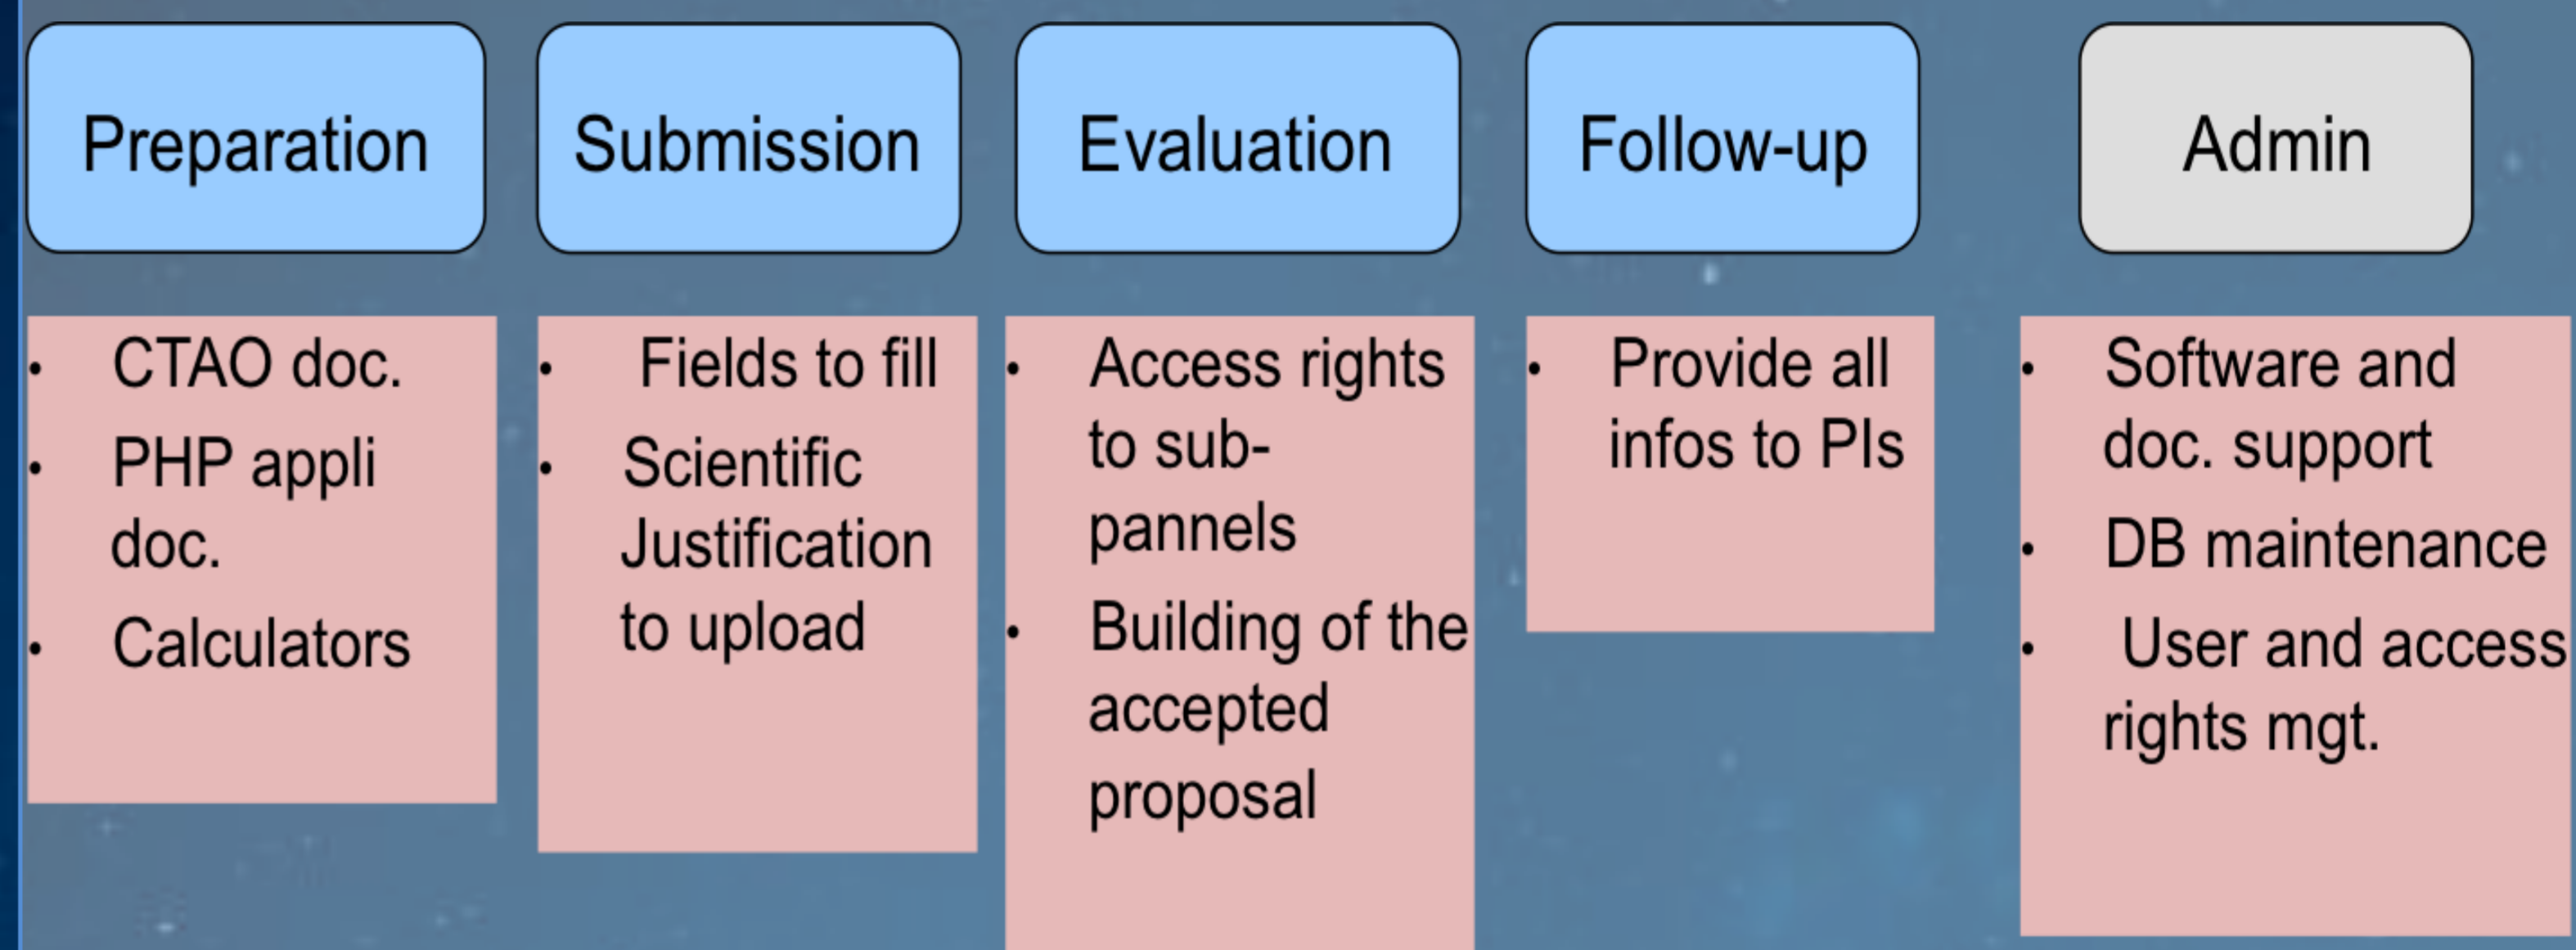 Preparation
Submission
Evaluation
Follow-up
Admin
• CTAO doc.
• PHP appli
doc.
• Calculators
• Fields to fill
• Scientific
Justification
to upload
• Access rights
to sub-
pannels
• Building of the
accepted
proposal
• Provide all
infos to PIs
• Software and
doc. support
• DB maintenance
• User and access
rights mgt.